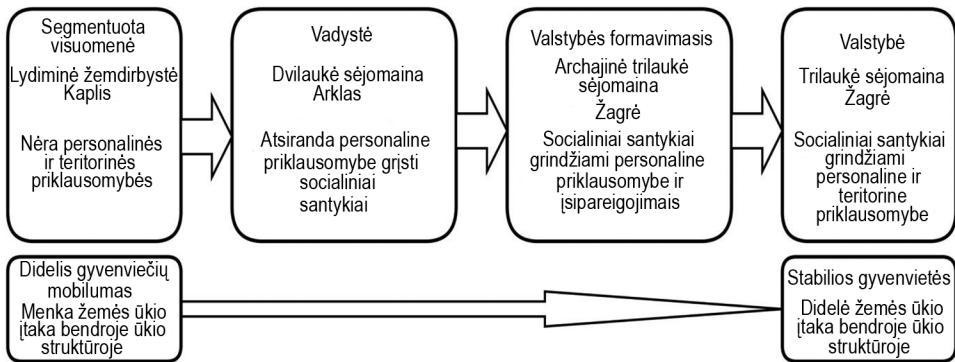 Segmentuota
visuomenė
Lydiminė žemdirbystė
Kaplis
Nėra personalinės
ir teritorinės
priklausomybės
Vadystė
Dvilaukė sėjomaina
Arklas
Atsiranda personaline
priklausomybe grįsti
socialiniai
santykiai
Valstybės formavimasis
Archajinė trilaukė
sėjomaina
Žagrė
Socialiniai santykiai
grindžiami personaline
priklausomybe ir
įsipareigojimais
Valstybė
Trilaukė sėjomaina
Žagrė
Socialiniai santykiai
grindžiami
personaline ir
teritorine
priklausomybe
Didelis gyvenviečių
mobilumas
Menka žemės ūkio
įtaka bendroje ūkio
struktūroje
Stabilios gyvenvietės
Didelė žemės ūkio
įtaka bendroje ūkio
struktūroje